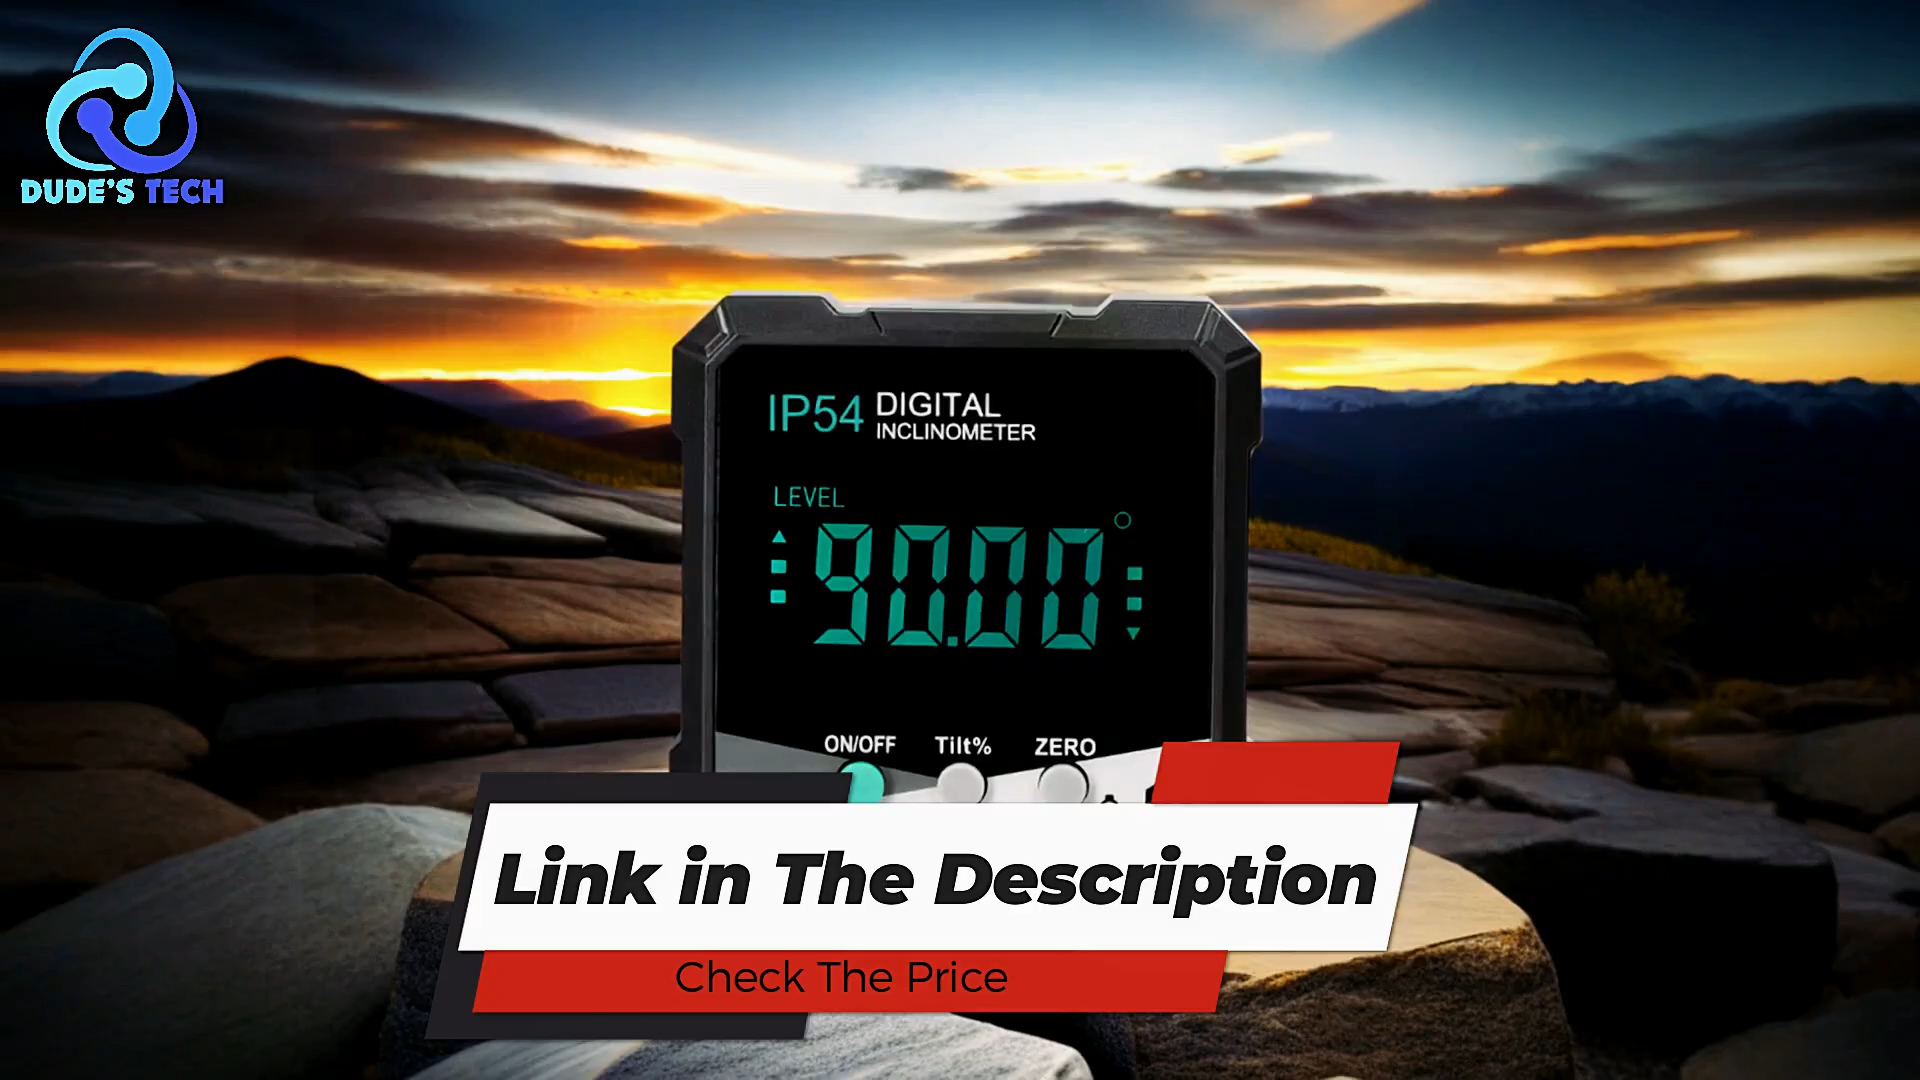 DUDE'S TECH
IP54 DIGITAL
INCLINOMETER
LEVEL
90.00°
ON/OFF Tilt% ZERO
Link in The Description
Check The Price